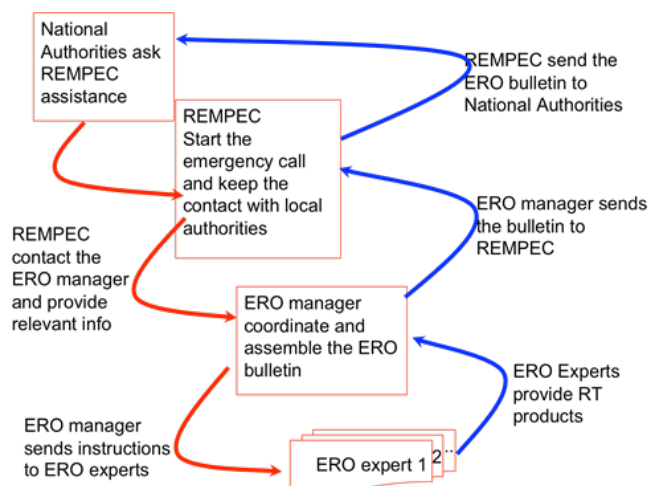 National
Authorities ask
REMPEC
assistance
REMPEC send the
ERO bulletin to
National Authorities
REMPEC
Start the
emergency call
and keep the
contact with local
authorities
ERO manager sends
the bulletin to
REMPEC
REMPEC
contact the
ERO manager
and provide
relevant info
ERO manager
coordinate and
assemble the ERO
bulletin
ERO Experts
provide RT
products
ERO manager
sends instructions
to ERO experts
ERO expert 1
2
...